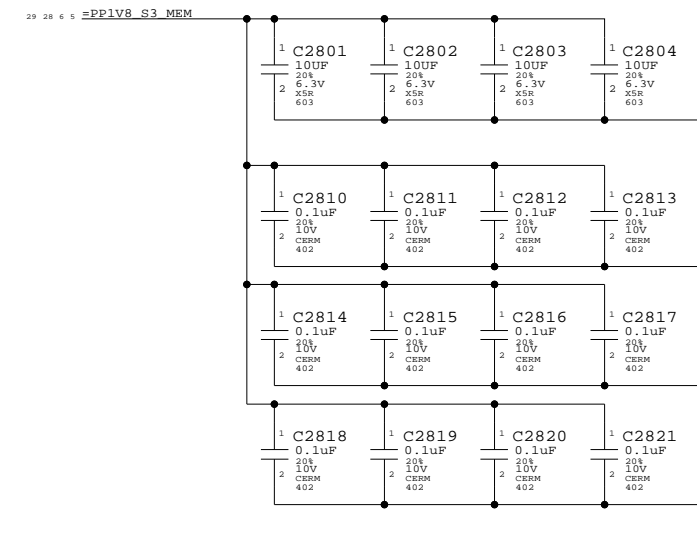 29 28 6 5 =PP1V8_S3_MEM
1 C2801 1 C2802 1 C2803 1 C2804
10UF 10UF 10UF 10UF
20% 20% 20% 20%
2 6.3V 2 6.3V 2 6.3V 2 6.3V
X5R X5R X5R X5R
603 603 603 603
1 C2810 1 C2811 1 C2812 1 C2813
0.1uF 0.1uF 0.1uF 0.1uF
20% 20% 20% 20%
2 10V 2 10V 2 10V 2 10V
CERM CERM CERM CERM
402 402 402 402
1 C2814 1 C2815 1 C2816 1 C2817
0.1uF 0.1uF 0.1uF 0.1uF
20% 20% 20% 20%
2 10V 2 10V 2 10V 2 10V
CERM CERM CERM CERM
402 402 402 402
1 C2818 1 C2819 1 C2820 1 C2821
0.1uF 0.1uF 0.1uF 0.1uF
20% 20% 20% 20%
2 10V 2 10V 2 10V 2 10V
CERM CERM CERM CERM
402 402 402 402